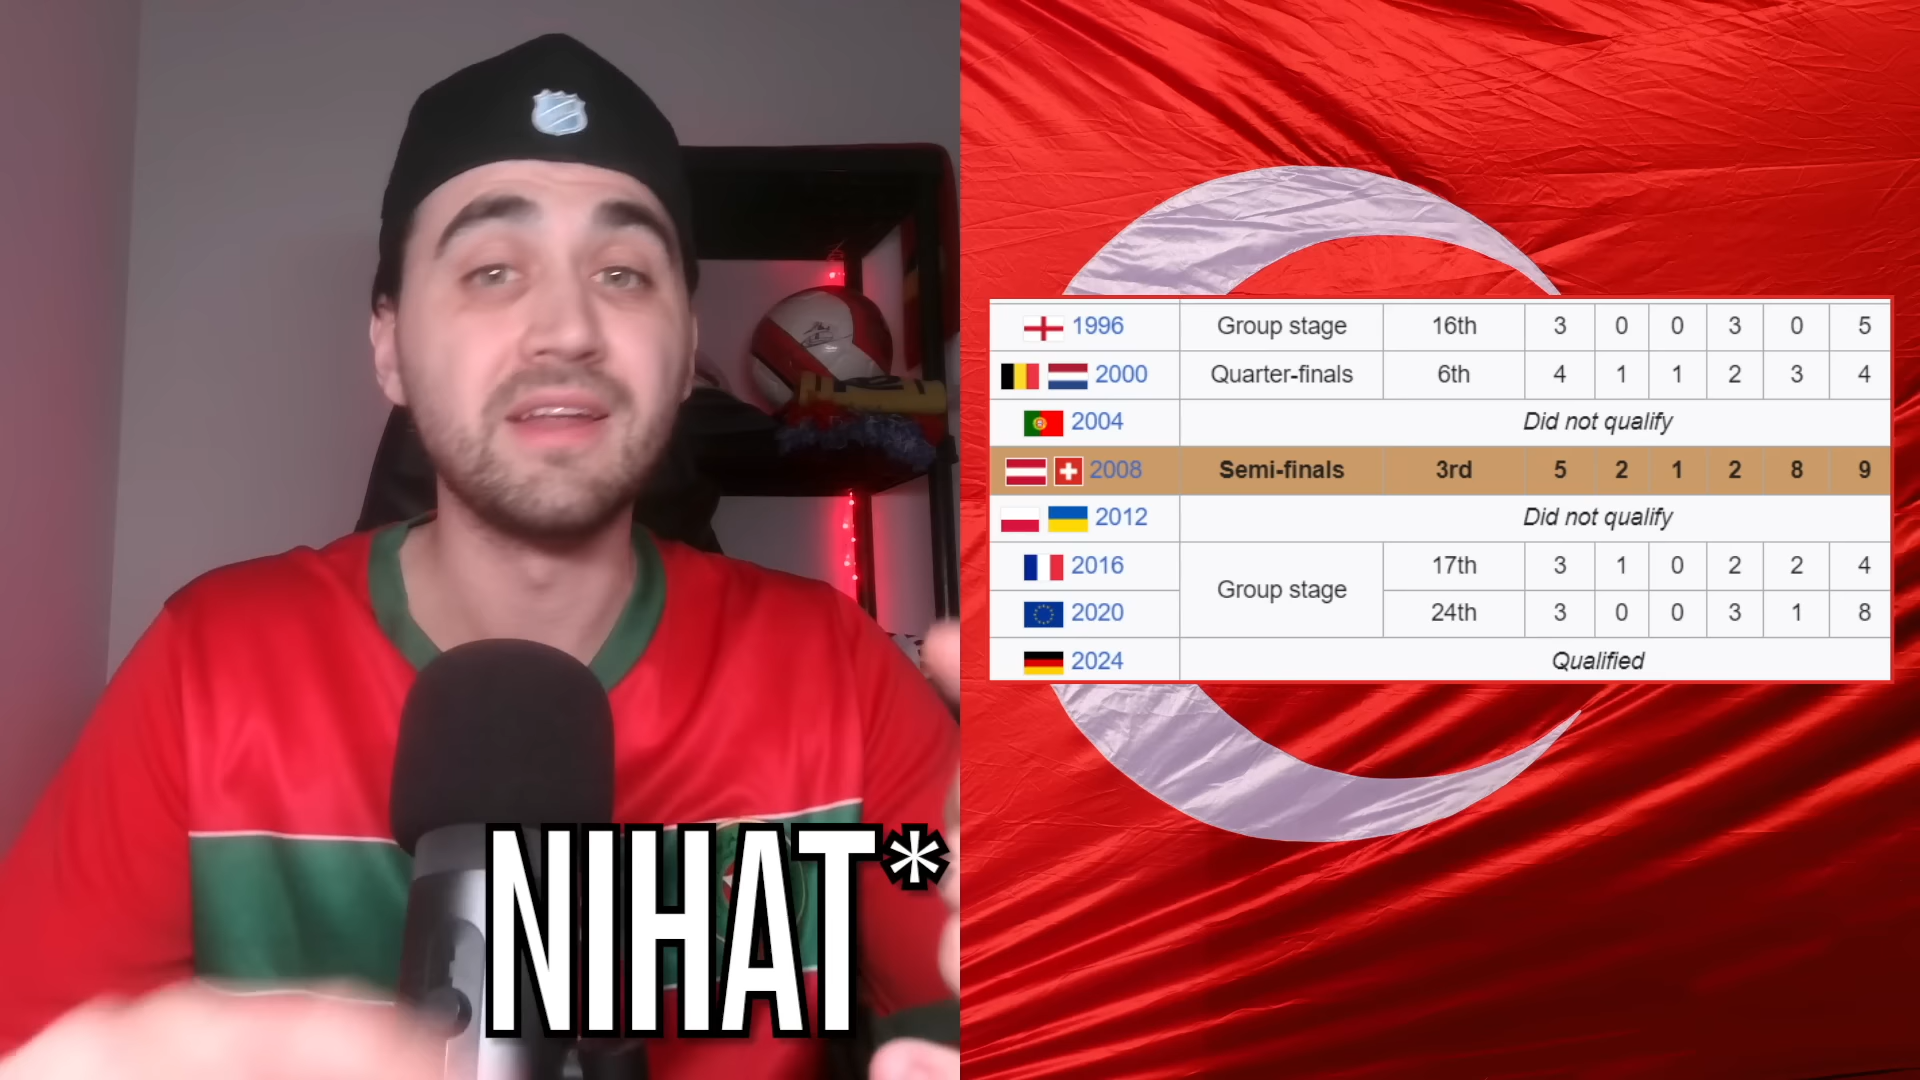 1996 Group stage 16th 3 0 0 3 0 5
2000 Quarter-finals 6th 4 1 1 2 3 4
2004 Did not qualify
2008 Semi-finals 3rd 5 2 1 2 8 9
2012 Did not qualify
2016 Group stage 17th 3 1 0 2 2 4
2020 24th 3 0 0 3 1 8
2024 Qualified
NIHAT*